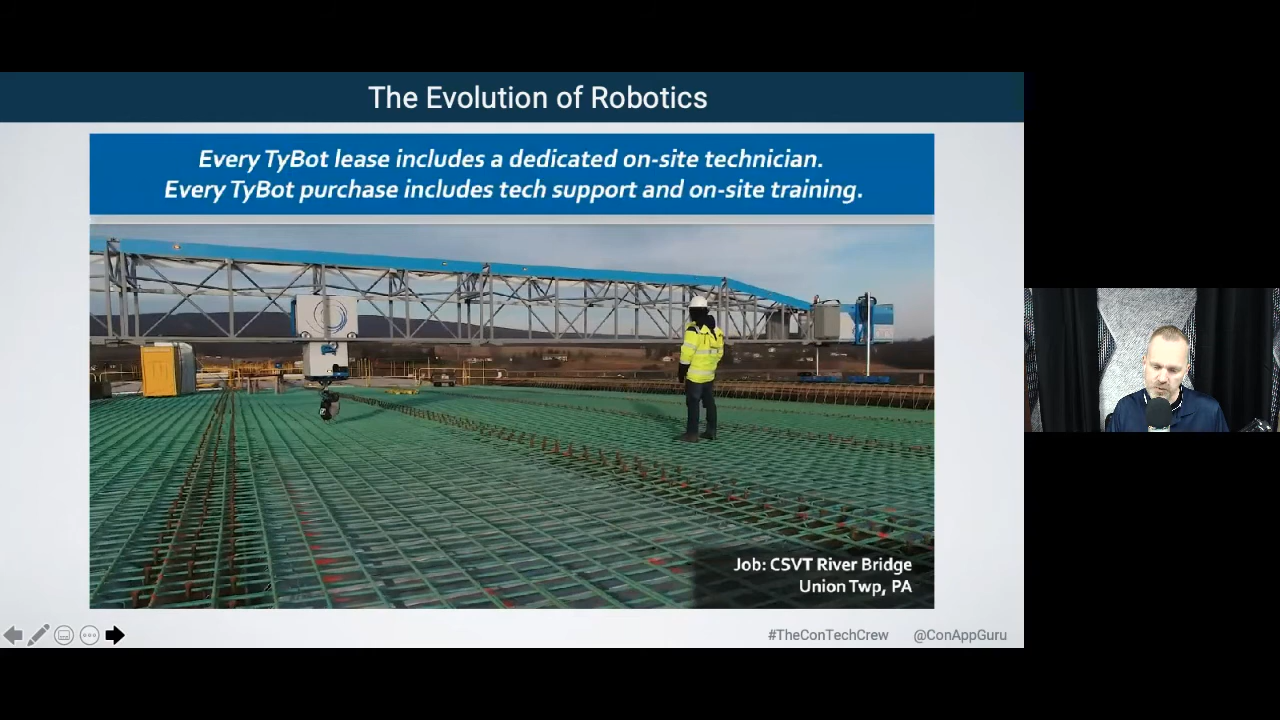 The Evolution of Robotics
Every TyBot lease includes a dedicated on-site technician.
Every TyBot purchase includes tech support and on-site training.
Job: CSVT River Bridge
Union Twp, PA
#TheConTechCrew @ConAppGuru